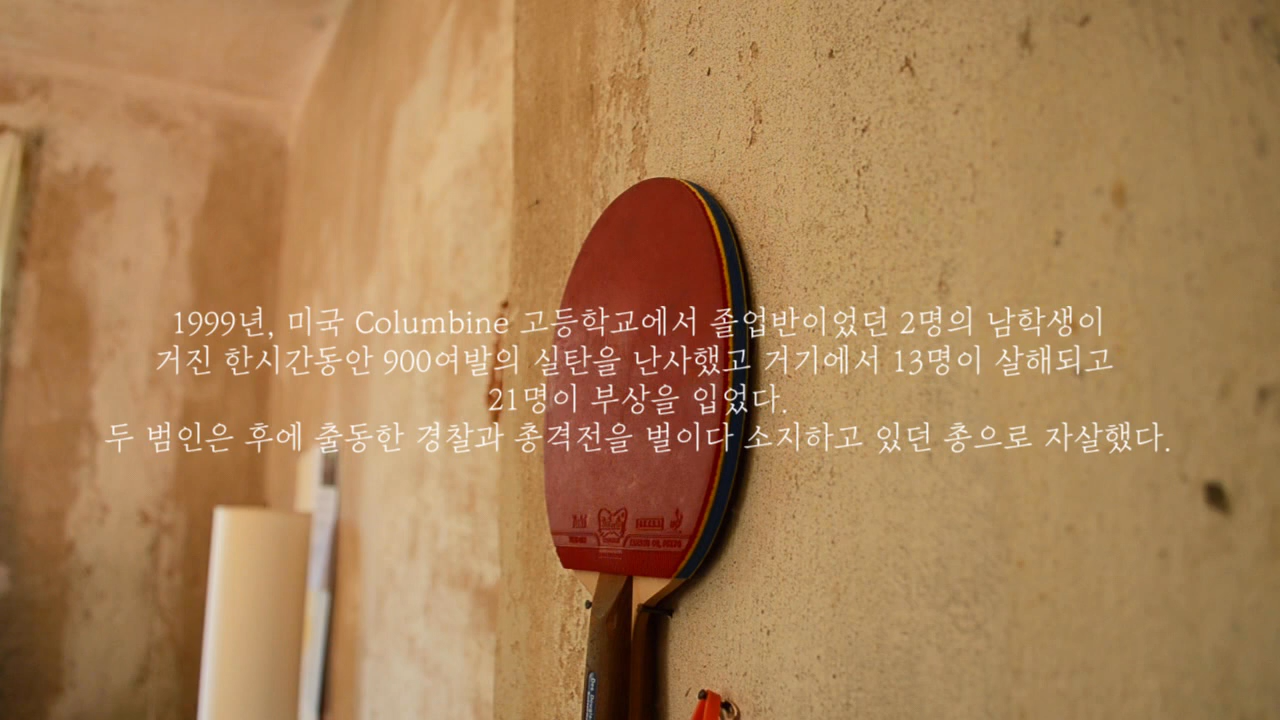 1999년, 미국 Columbine 고등학교에서 졸업반이었던 2명의 남학생이
거진 한시간동안 900여발의 실탄을 난사했고 거기에서 13명이 살해되고
21명이 부상을 입었다.
두 범인은 후에 출동한 경찰과 총격전을 벌이다 소지하고 있던 총으로 자살했다.